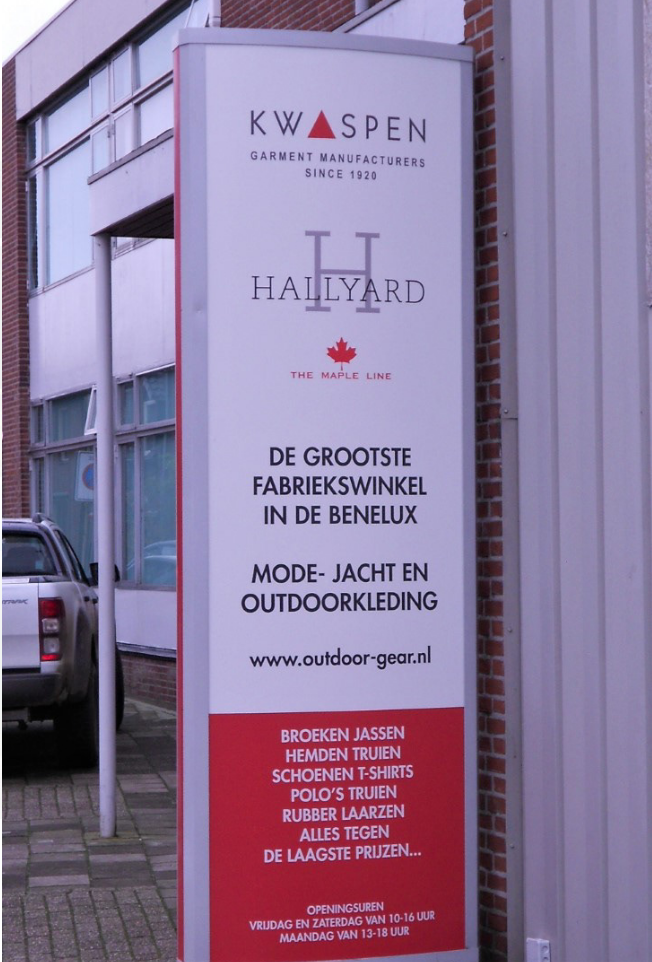 KWASPEN
GARMENT MANUFACTURERS
SINCE 1920
H
HALLYARD
THE MAPLE LINE
DE GROOTSTE
FABRIEKSWINKEL
IN DE BENELUX
MODE- JACHT EN
OUTDOORKLEDING
www.outdoor-gear.nl
BROEKEN JASSEN
HEMDEN TRUIEN
SCHOENEN T-SHIRTS
POLO'S TRUIEN
RUBBER LAARZEN
ALLES TEGEN
DE LAAGSTE PRIJZEN...
OPENINGSUREN
VRIJDAG EN ZATERDAG VAN 10-16 UUR
MAANDAG VAN 13-18 UUR